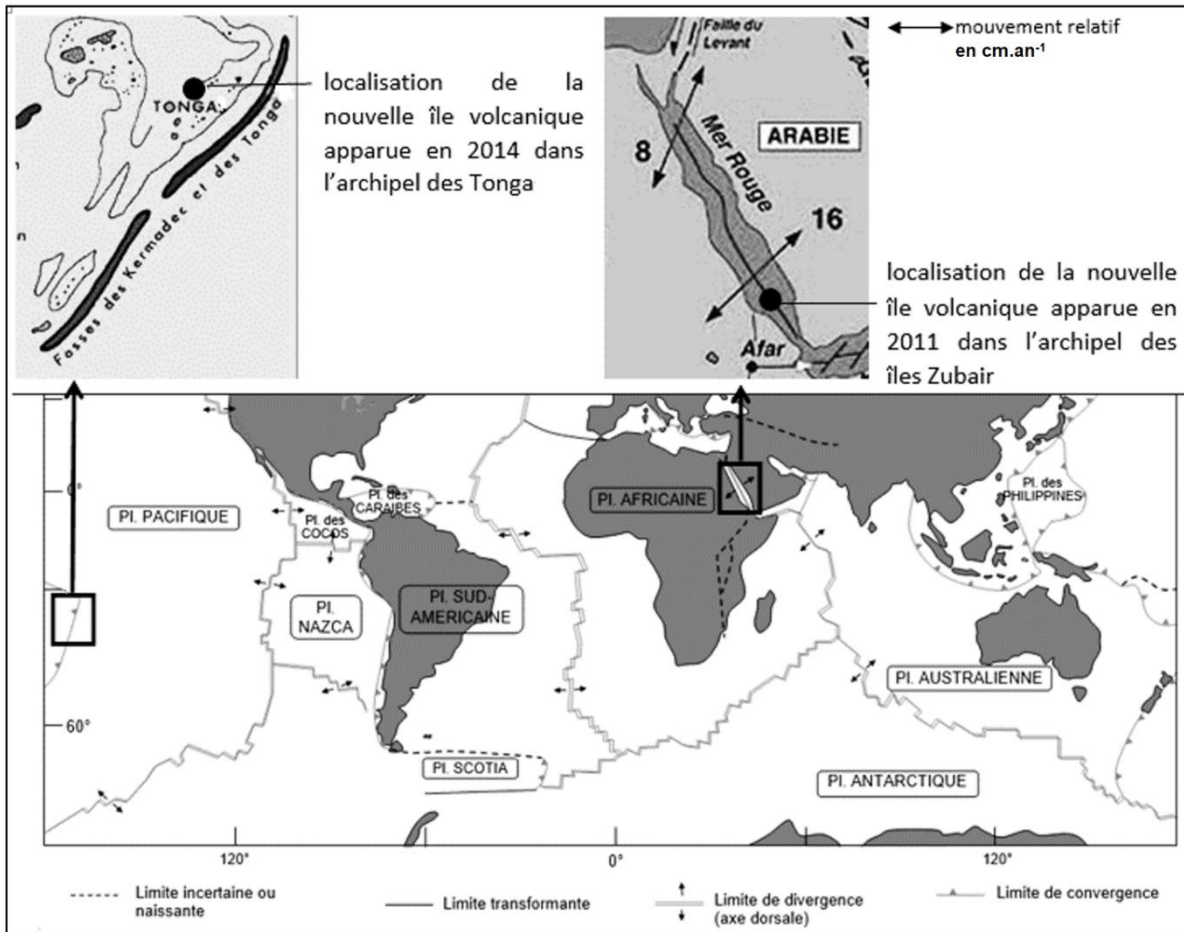 TONGA
Fosses des Kermadec et des Tonga
localisation de la
nouvelle île volcanique
apparue en 2014 dans
l'archipel des Tonga
Faille du
Levant
ARABIE
Mer Rouge
8
16
Afar
mouvement relatif
en cm.an⁻¹
localisation de la nouvelle
île volcanique apparue en
2011 dans l'archipel des
îles Zubair
0°
60°
Pl. PACIFIQUE
Pl. des
COCOS
Pl. des
CARAIBES
Pl.
NAZCA
Pl. SUD-
AMERICAINE
Pl. AFRICAINE
Pl. des
PHILIPPINES
Pl. AUSTRALIENNE
Pl. SCOTIA
Pl. ANTARCTIQUE
120°
0°
120°
Limite incertaine ou
naissante
Limite transformante
Limite de divergence
(axe dorsale)
Limite de convergence